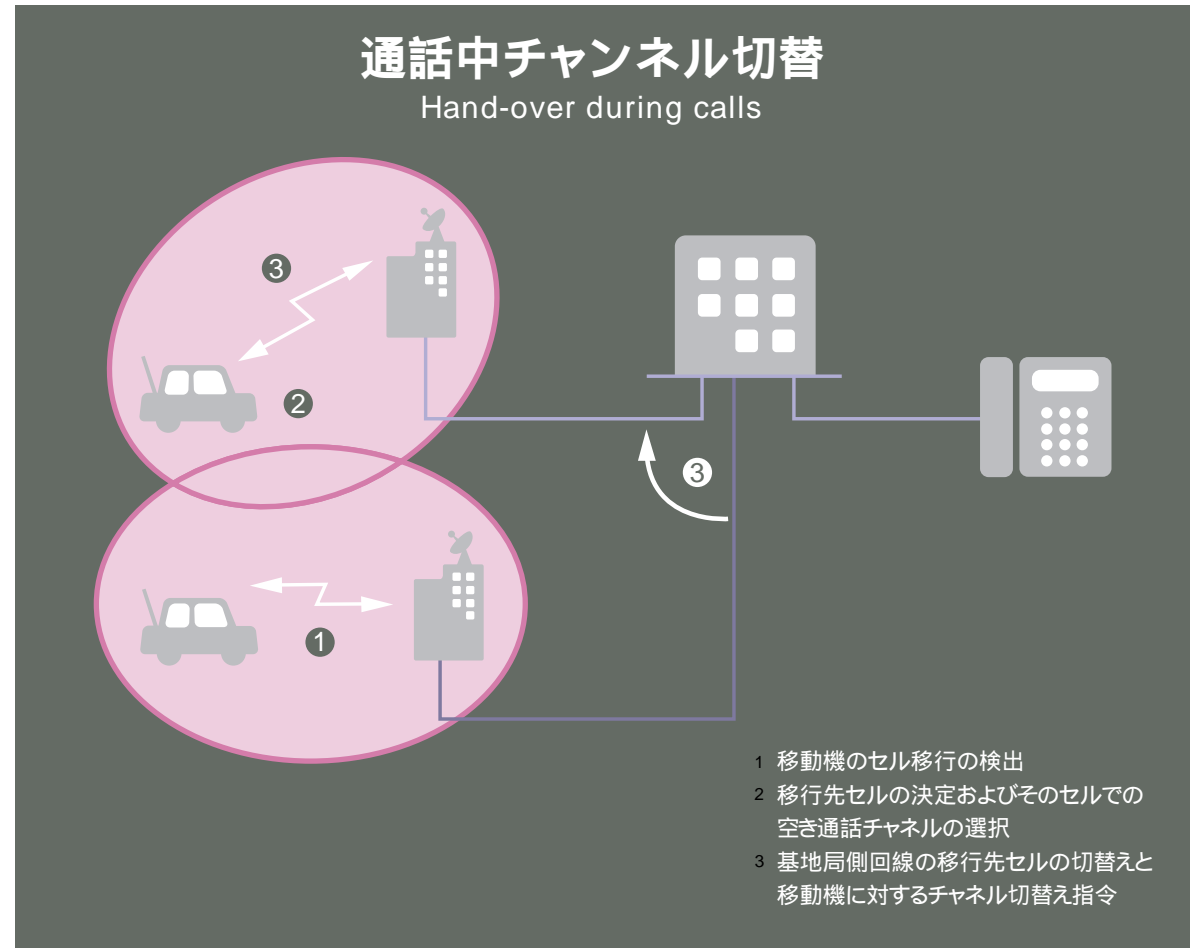 通話中チャンネル切替
Hand-over during calls
3
2
3
1
1 移動機のセル移行の検出
2 移行先セルの決定およびそのセルでの
空き通話チャネルの選択
3 基地局側回線の移行先セルの切替えと
移動機に対するチャネル切替え指令